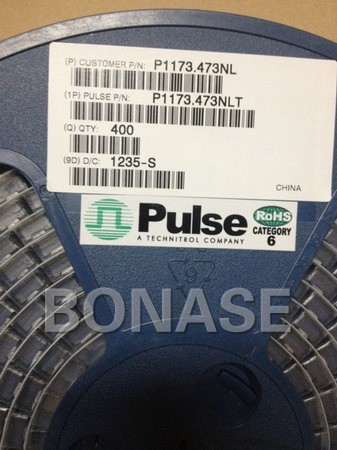 (P) CUSTOMER P/N: P1173.473NL
(1P) PULSE P/N: P1173.473NLT
(Q) QTY: 400
(9D) D/C: 1235-S
CHINA
Pulse
A TECHNITROL COMPANY
RoHS
CATEGORY
6
BONASE